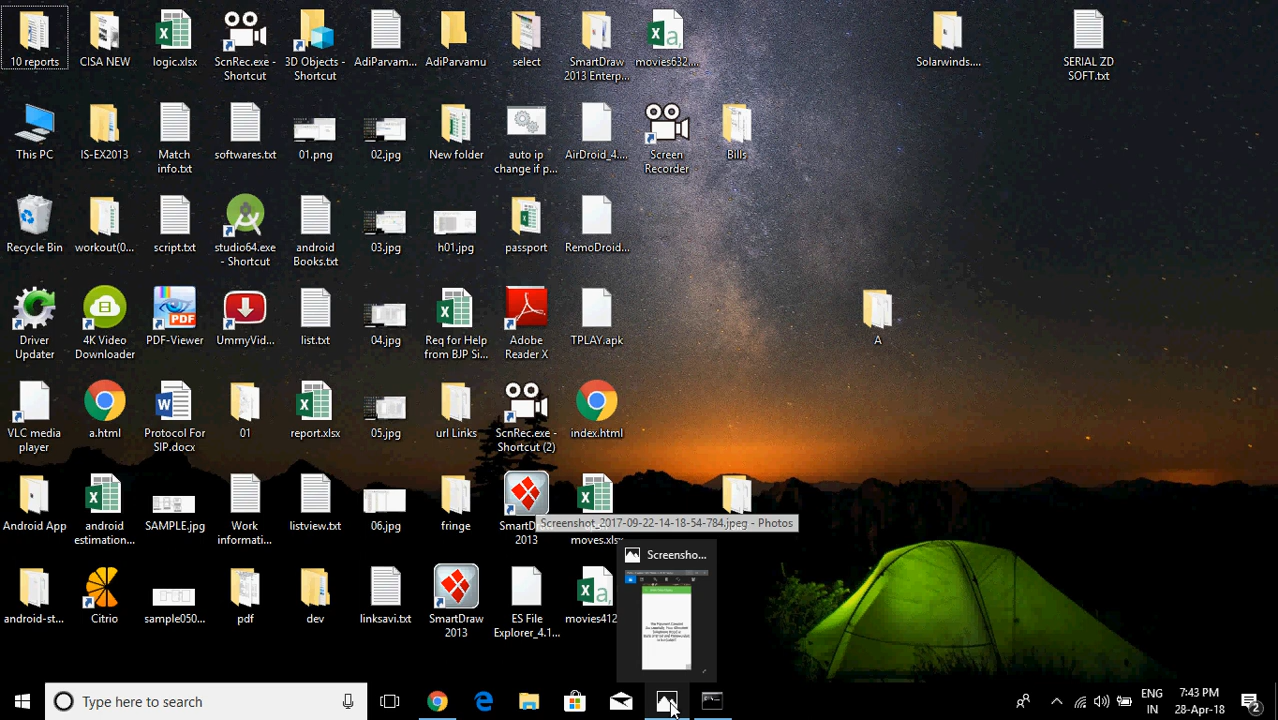 10 reports
CISA NEW
logic.xlsx
ScnRec.exe -
Shortcut
3D Objects -
Shortcut
AdiParvam...
AdiParvamu
select
SmartDraw
2013 Enterp...
movies632....
Solarwinds....
SERIAL ZD
SOFT.txt
This PC
IS-EX2013
Match
info.txt
softwares.txt
01.png
02.jpg
New folder
auto ip
change if p...
AirDroid_4....
Screen
Recorder
Bills
Recycle Bin
workout(0...
script.txt
studio64.exe
- Shortcut
android
Books.txt
03.jpg
h01.jpg
passport
RemoDroid...
Driver
Updater
4K Video
Downloader
PDF
PDF-Viewer
UmmyVid...
list.txt
04.jpg
Req for Help
from BJP Si...
Adobe
Reader X
TPLAY.apk
A
VLC media
player
a.html
Protocol For
SIP.docx
01
report.xlsx
05.jpg
url Links
ScnRec.exe -
Shortcut (2)
index.html
Android App
android
estimation...
SAMPLE.jpg
Work
informati...
listview.txt
06.jpg
fringe
SmartD
2013
moves.xlsx
Screenshot_2017-09-22-14-18-54-784.jpeg - Photos
Screensho...
android-st...
Citrio
sample050...
pdf
dev
linksavi.txt
SmartDraw
2013
ES File
Explorer_4.1...
movies412...
Type here to search
ENG
IN
7:43 PM
28-Apr-18
2